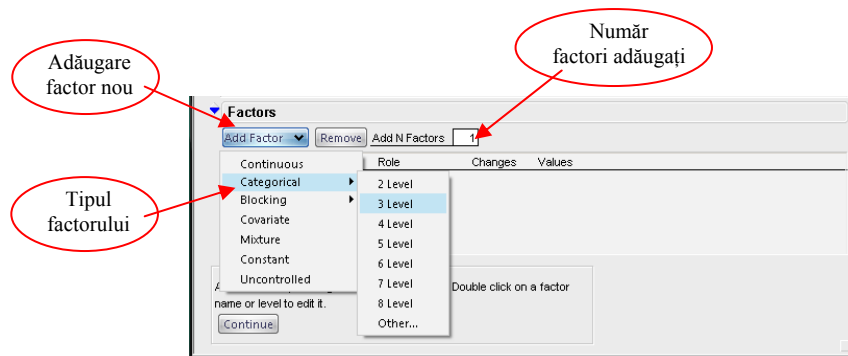 Număr
factori adăugați
Adăugare
factor nou
Factors
Add Factor Remove Add N Factors 1
Role Changes Values
Continuous
Categorical
Blocking
Covariate
Mixture
Constant
Uncontrolled
2 Level
3 Level
4 Level
5 Level
6 Level
7 Level
8 Level
Other...
Tipul
factorului
Double click on a factor
name or level to edit it.
Continue